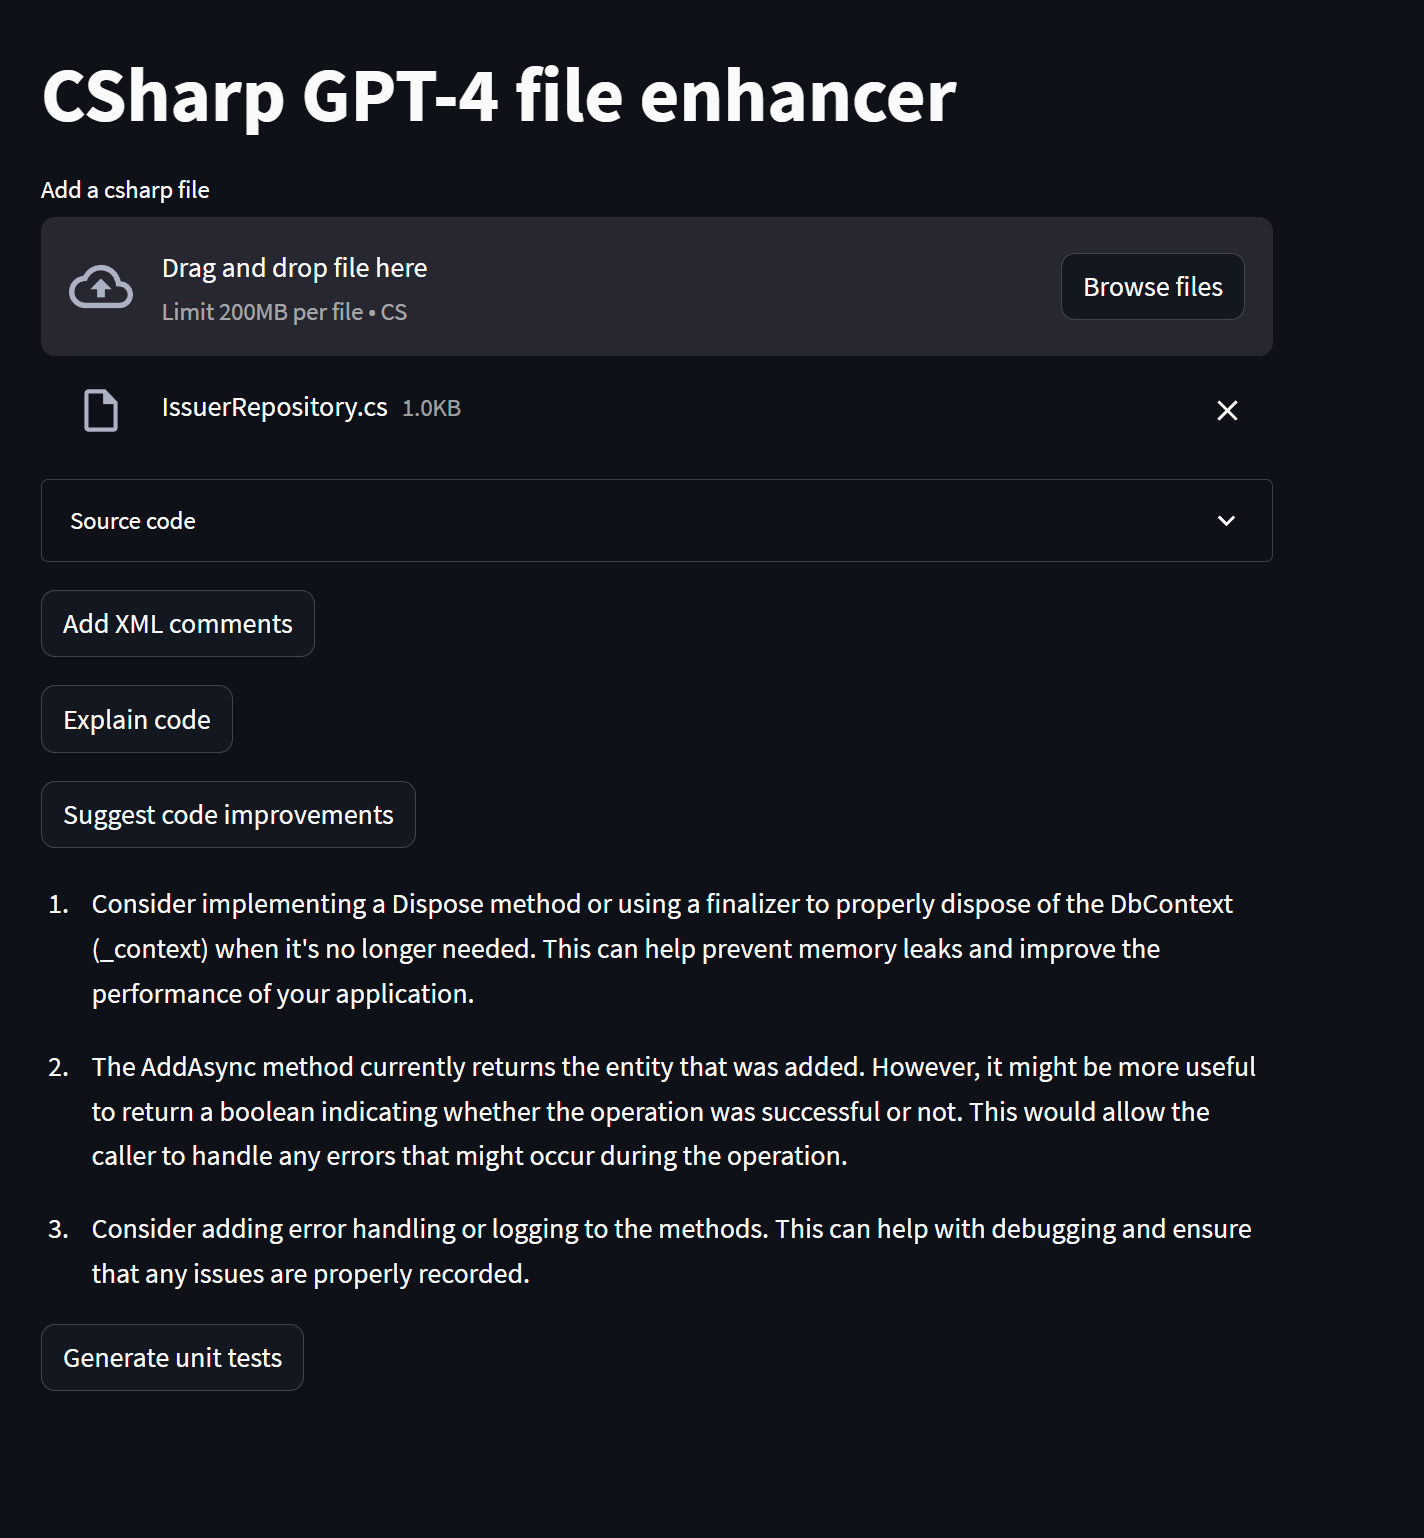 CSharp GPT-4 file enhancer
Add a csharp file
Drag and drop file here
Limit 200MB per file • CS
Browse files
IssuerRepository.cs 1.0KB
Source code
Add XML comments
Explain code
Suggest code improvements
1. Consider implementing a Dispose method or using a finalizer to properly dispose of the DbContext
(_context) when it's no longer needed. This can help prevent memory leaks and improve the
performance of your application.
2. The AddAsync method currently returns the entity that was added. However, it might be more useful
to return a boolean indicating whether the operation was successful or not. This would allow the
caller to handle any errors that might occur during the operation.
3. Consider adding error handling or logging to the methods. This can help with debugging and ensure
that any issues are properly recorded.
Generate unit tests